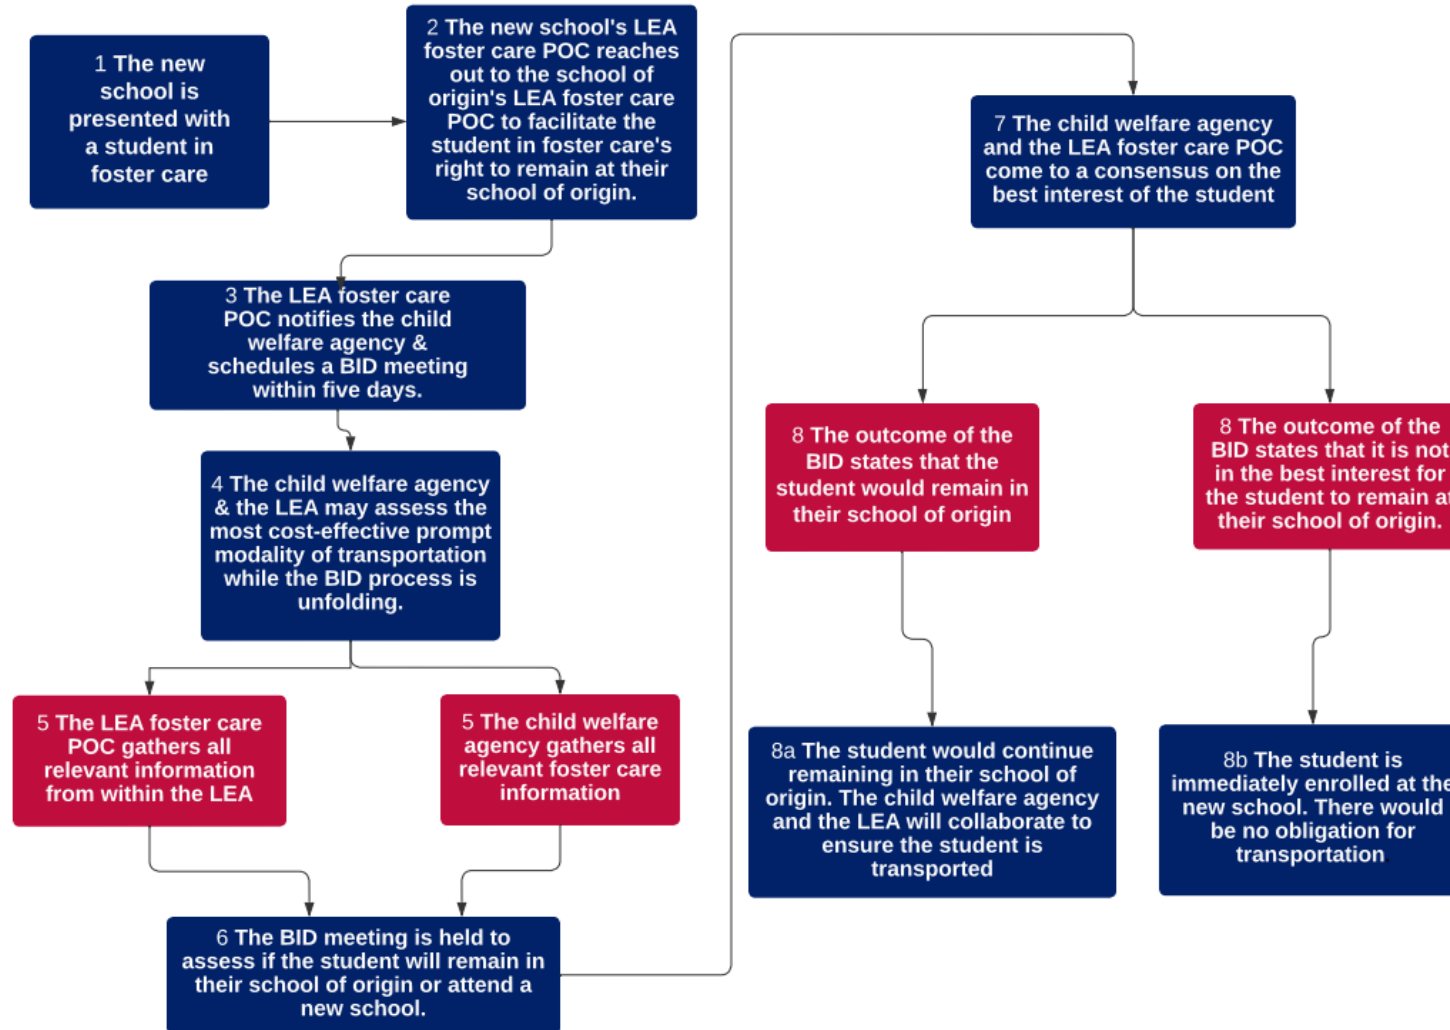 1 The new
school is
presented with
a student in
foster care
2 The new school's LEA
foster care POC reaches
out to the school of
origin's LEA foster care
POC to facilitate the
student in foster care's
right to remain at their
school of origin.
3 The LEA foster care
POC notifies the child
welfare agency &
schedules a BID meeting
within five days.
4 The child welfare agency
& the LEA may assess the
most cost-effective prompt
modality of transportation
while the BID process is
unfolding.
5 The LEA foster care
POC gathers all
relevant information
from within the LEA
5 The child welfare
agency gathers all
relevant foster care
information
6 The BID meeting is held to
assess if the student will remain in
their school of origin or attend a
new school.
7 The child welfare agency
and the LEA foster care POC
come to a consensus on the
best interest of the student
8 The outcome of the
BID states that the
student would remain in
their school of origin
8 The outcome of the
BID states that it is not
in the best interest for
the student to remain at
their school of origin.
8a The student would continue
remaining in their school of
origin. The child welfare agency
and the LEA will collaborate to
ensure the student is
transported
8b The student is
immediately enrolled at the
new school. There would
be no obligation for
transportation.